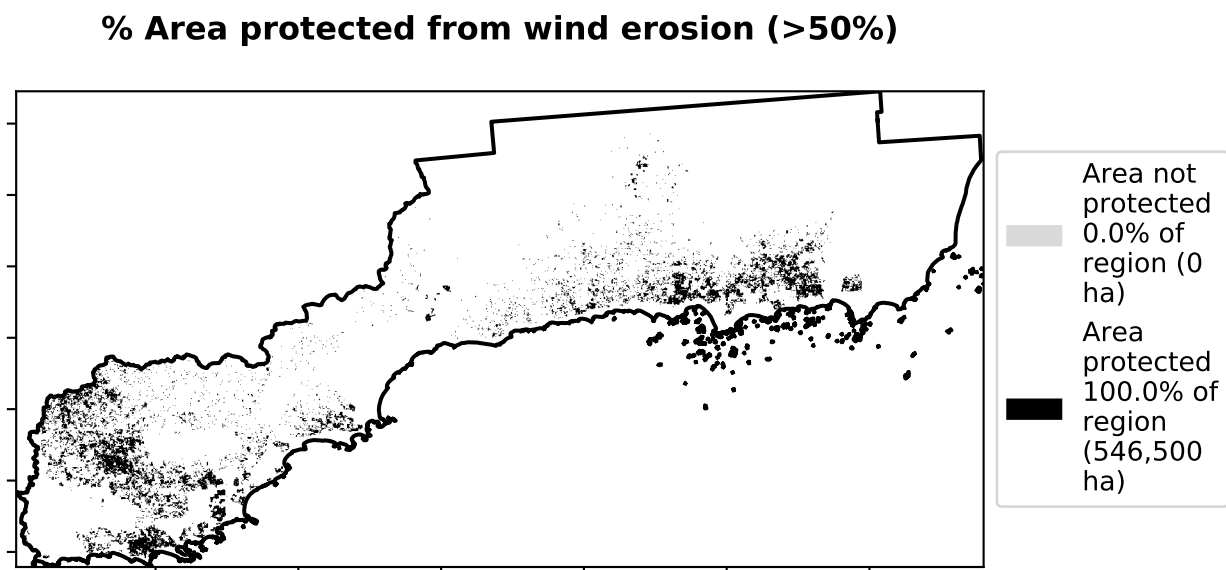 % Area protected from wind erosion (>50%)
Area not
protected
0.0% of
region (0
ha)
Area
protected
100.0% of
region
(546,500
ha)